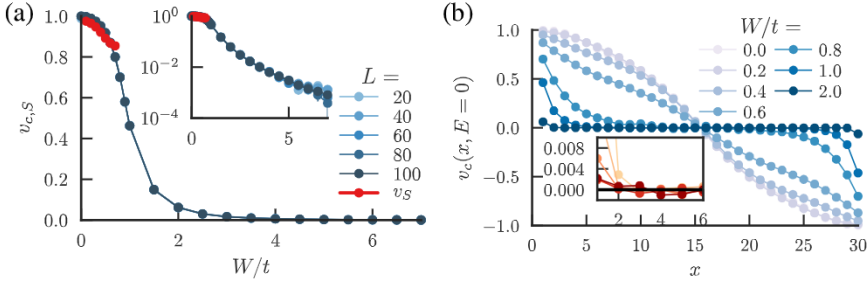 (a)
v_{c,S}
1.0
0.8
0.6
0.4
0.2
0.0
0 2 4 6
W/t
10^0
10^{-2}
10^{-4}
0 5
L =
20
40
60
80
100
v_S
(b)
v_c(x, E = 0)
1.0
0.5
0.0
−0.5
−1.0
0 5 10 15 20 25 30
x
W/t =
0.0
0.2
0.4
0.6
0.8
1.0
2.0
0.008
0.004
0.000
2 4 6